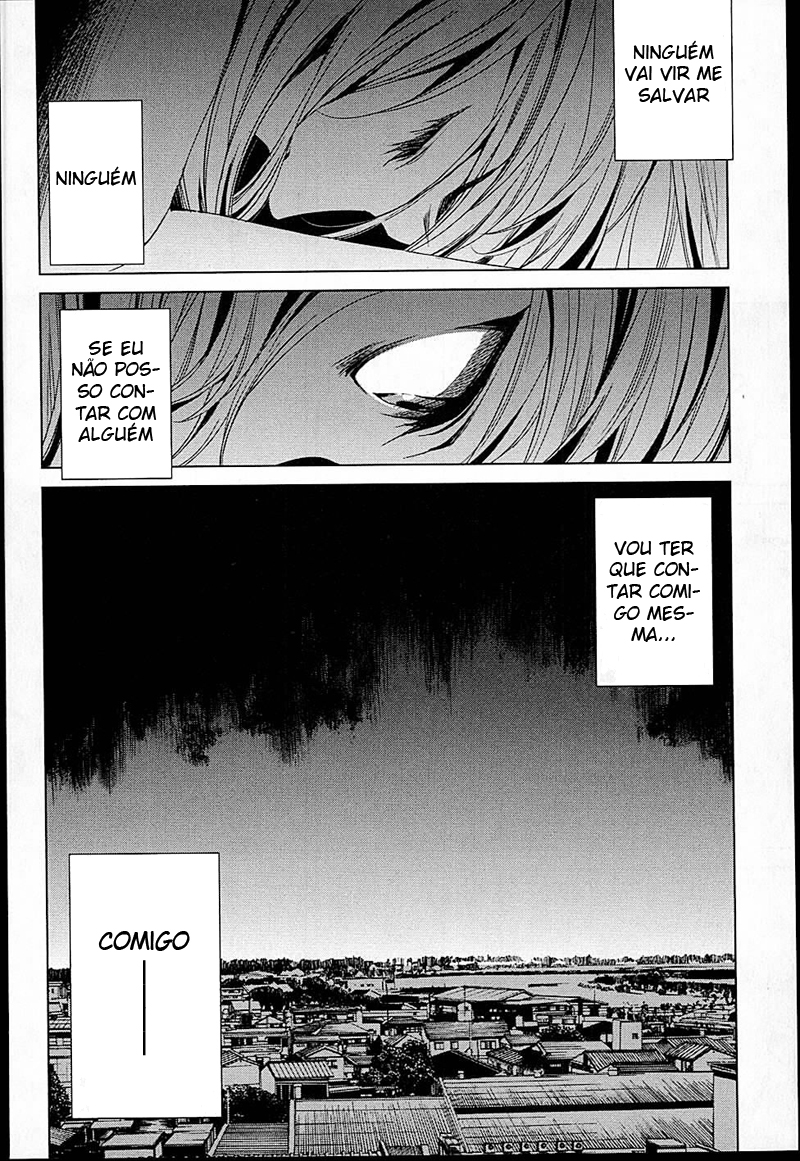 NINGUÉM
VAI VIR ME
SALVAR
NINGUÉM
SE EU
NÃO POS-
SO CON-
TAR COM
ALGUÉM
VOU TER
QUE CON-
TAR COMI-
GO MES-
MA...
COMIGO